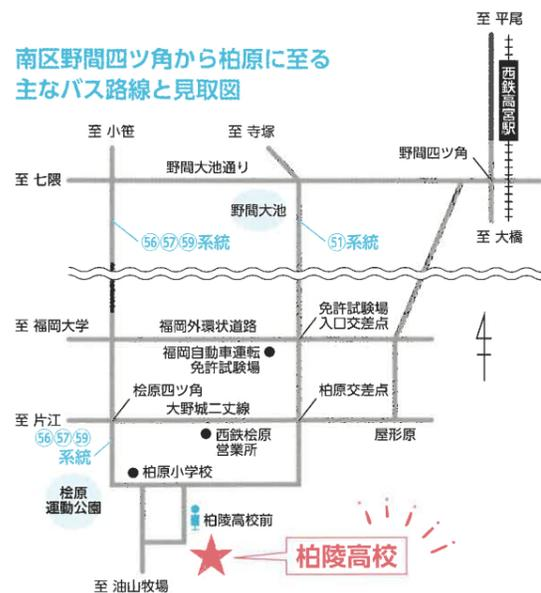 南区野間四ツ角から柏原に至る
主なバス路線と見取図
至 平尾
西鉄高宮駅
至 小笹
至 寺塚
野間四ツ角
至 七隈
野間大池通り
野間大池
至 大橋
56 57 59系統
51系統
免許試験場
入口交差点
至 福岡大学
福岡外環状道路
福岡自動車運転
免許試験場
桧原四ツ角
柏原交差点
大野城二丈線
至 片江
56 57 59
系統
西鉄桧原
営業所
屋形原
柏原小学校
桧原
運動公園
柏陵高校前
柏陵高校
至 油山牧場